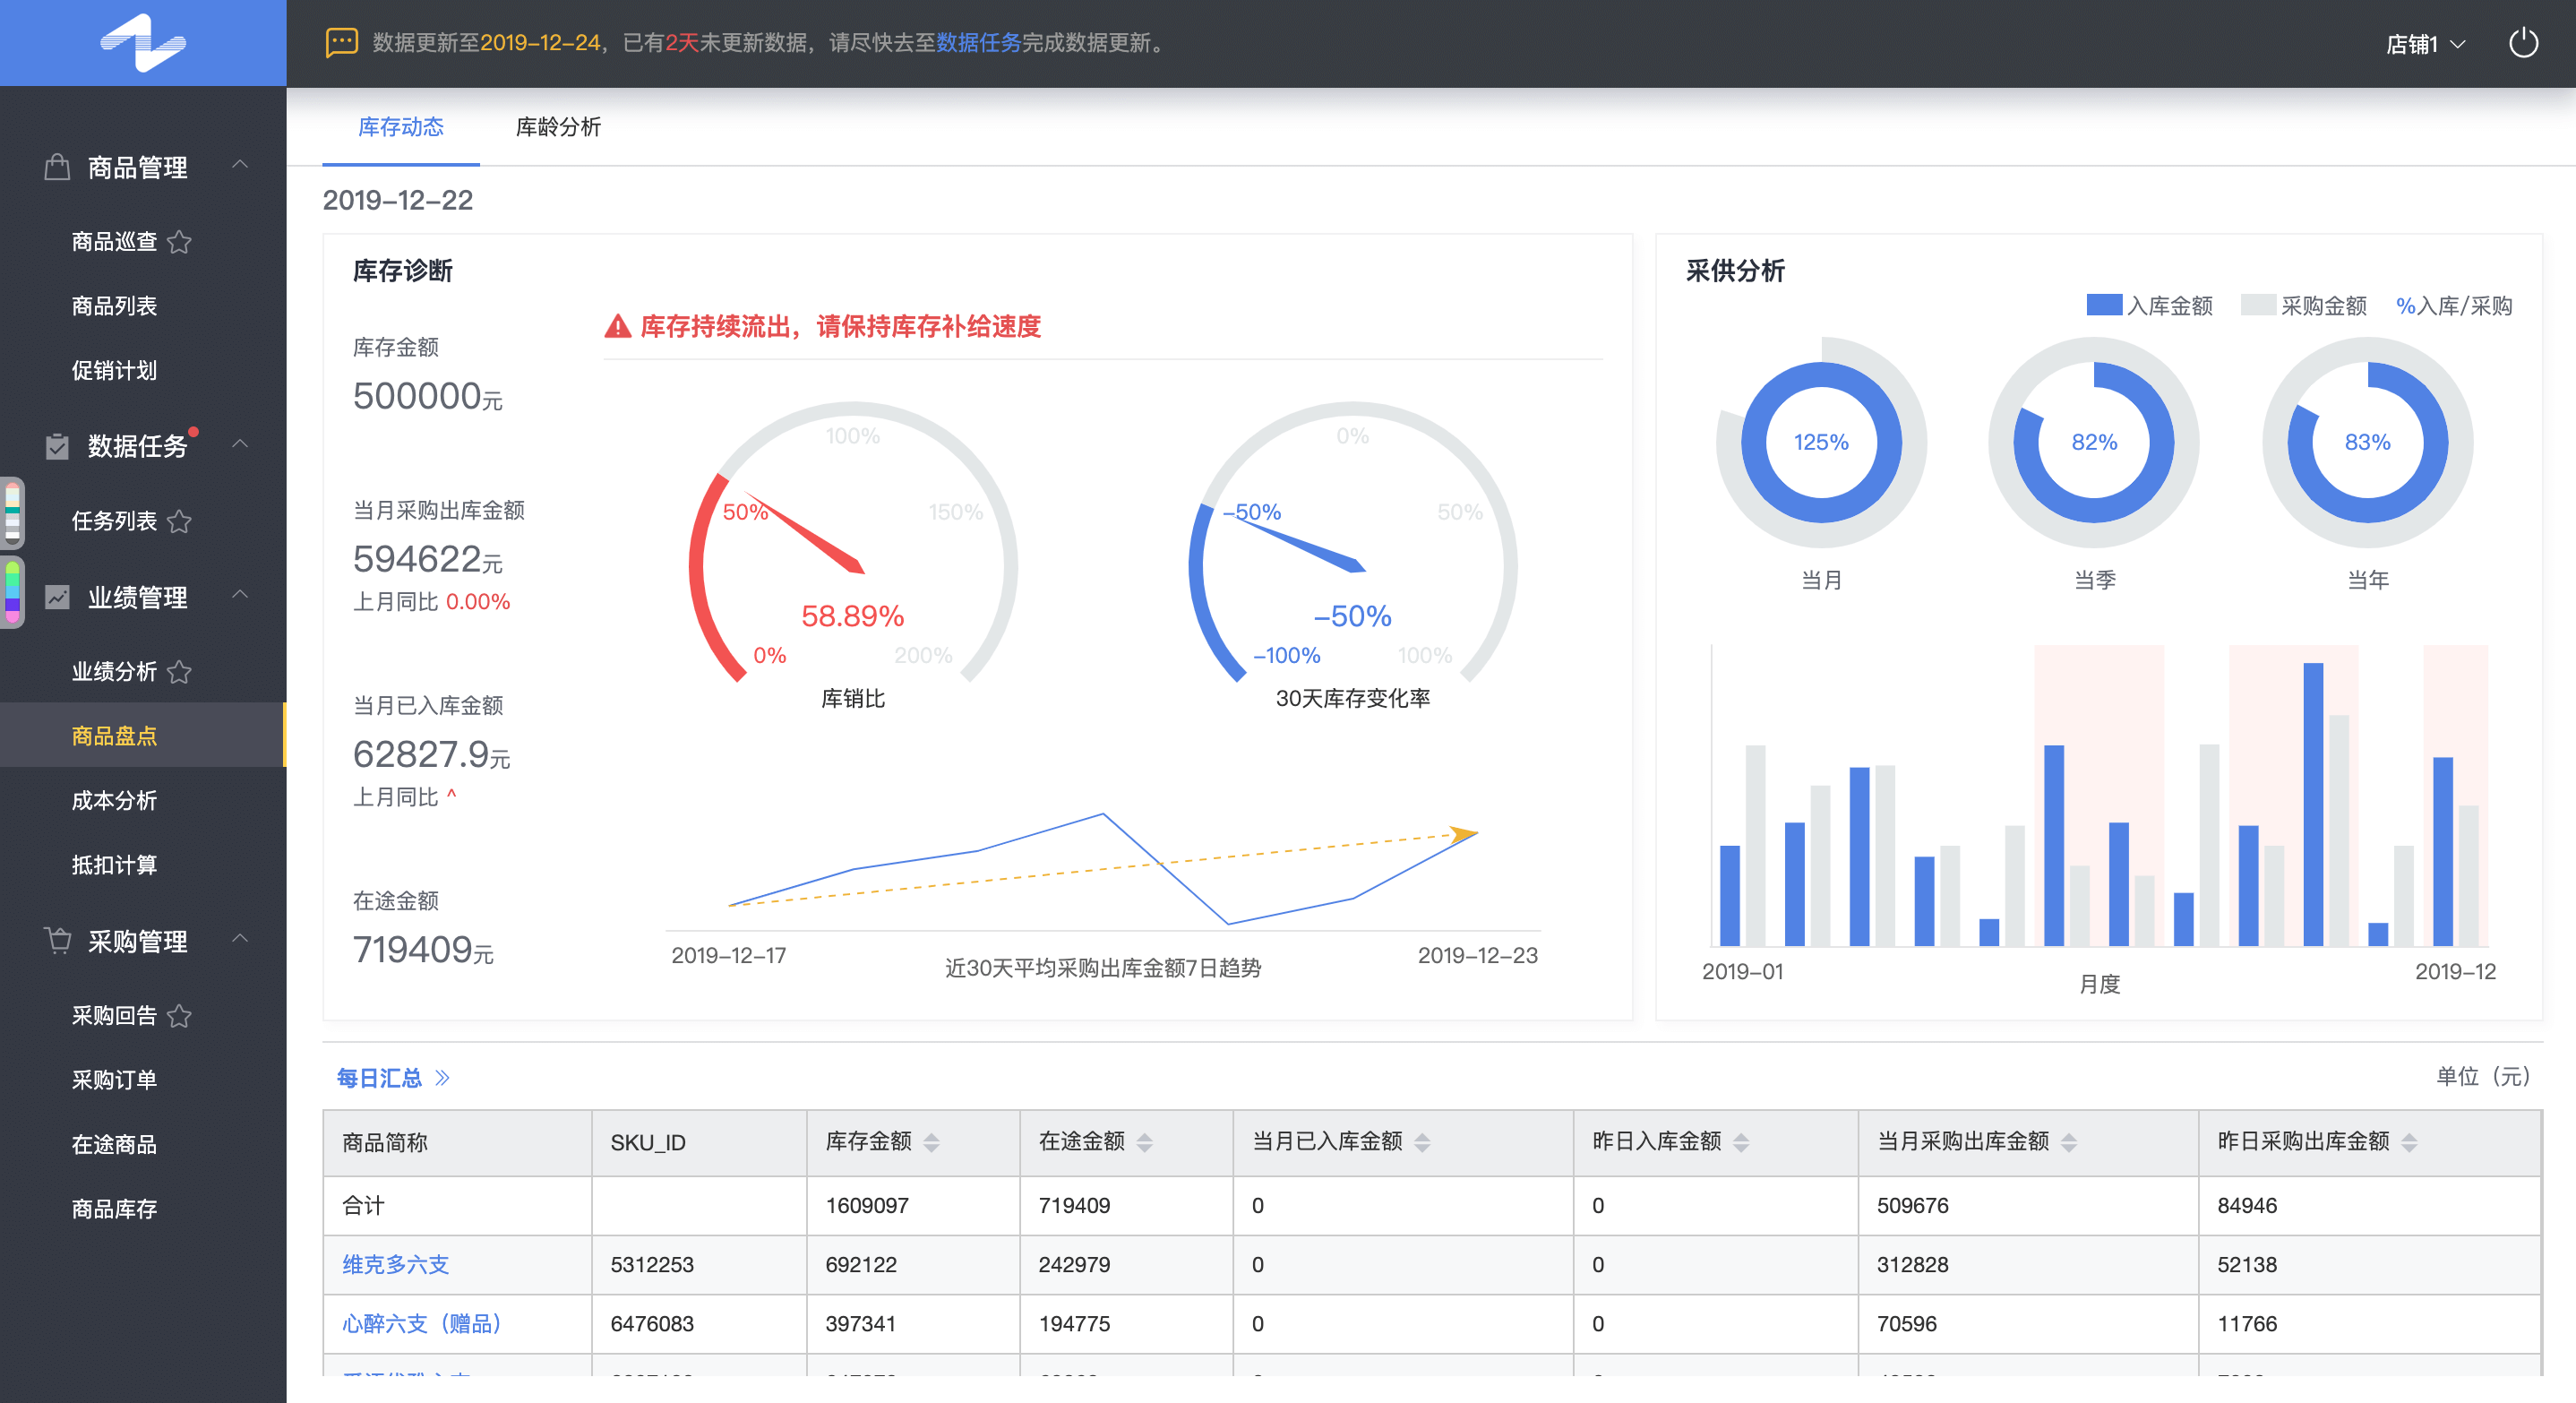 数据更新至2019-12-24，已有2天未更新数据，请尽快去至数据任务完成数据更新。
店铺1
商品管理
商品巡查
商品列表
促销计划
数据任务
任务列表
业绩管理
业绩分析
商品盘点
成本分析
抵扣计算
采购管理
采购回告
采购订单
在途商品
商品库存
库存动态 库龄分析
2019-12-22
库存诊断
库存金额
500000元
当月采购出库金额
594622元
上月同比 0.00%
当月已入库金额
62827.9元
上月同比 ^
在途金额
719409元
库存持续流出，请保持库存补给速度
100%
50% 150%
58.89%
0% 200%
库销比
0%
-50% 50%
-50%
-100% 100%
30天库存变化率
2019-12-17 2019-12-23
近30天平均采购出库金额7日趋势
采供分析
入库金额 采购金额 %入库/采购
125% 82% 83%
当月 当季 当年
2019-01 2019-12
月度
每日汇总
单位（元）
商品简称 SKU_ID 库存金额 在途金额 当月已入库金额 昨日入库金额 当月采购出库金额 昨日采购出库金额
合计 1609097 719409 0 0 509676 84946
维克多六支 5312253 692122 242979 0 0 312828 52138
心醉六支（赠品） 6476083 397341 194775 0 0 70596 11766